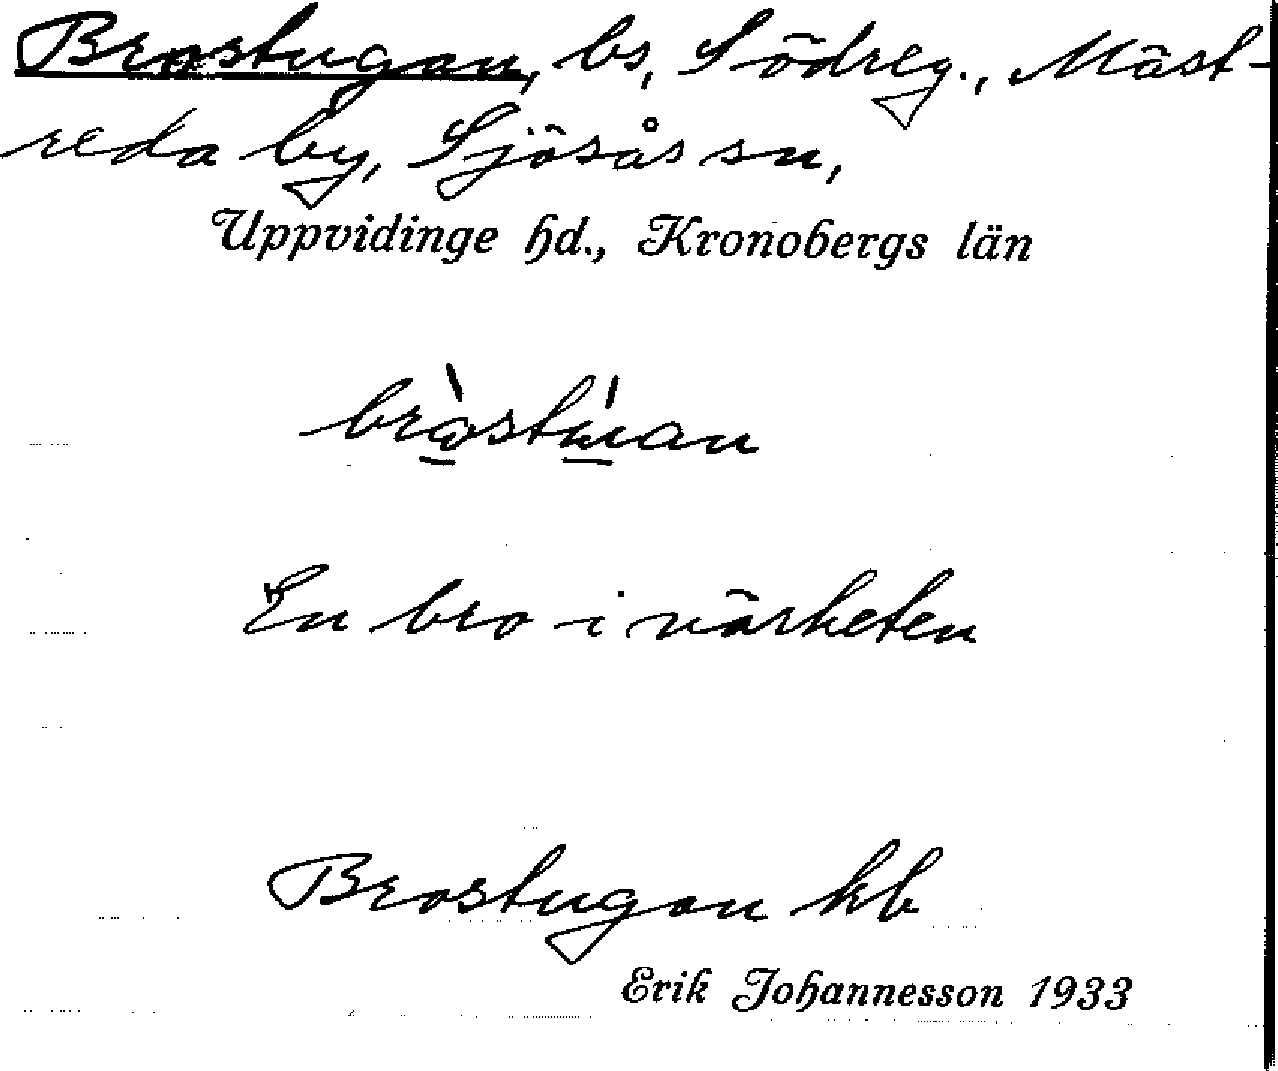 Brostugan, bs, Södreg., Mäst-
reda by, Sjösås sn,
Uppvidinge hd., Kronobergs län
En bro i närheten
Brostugan kb
Erik Johannesson 1933